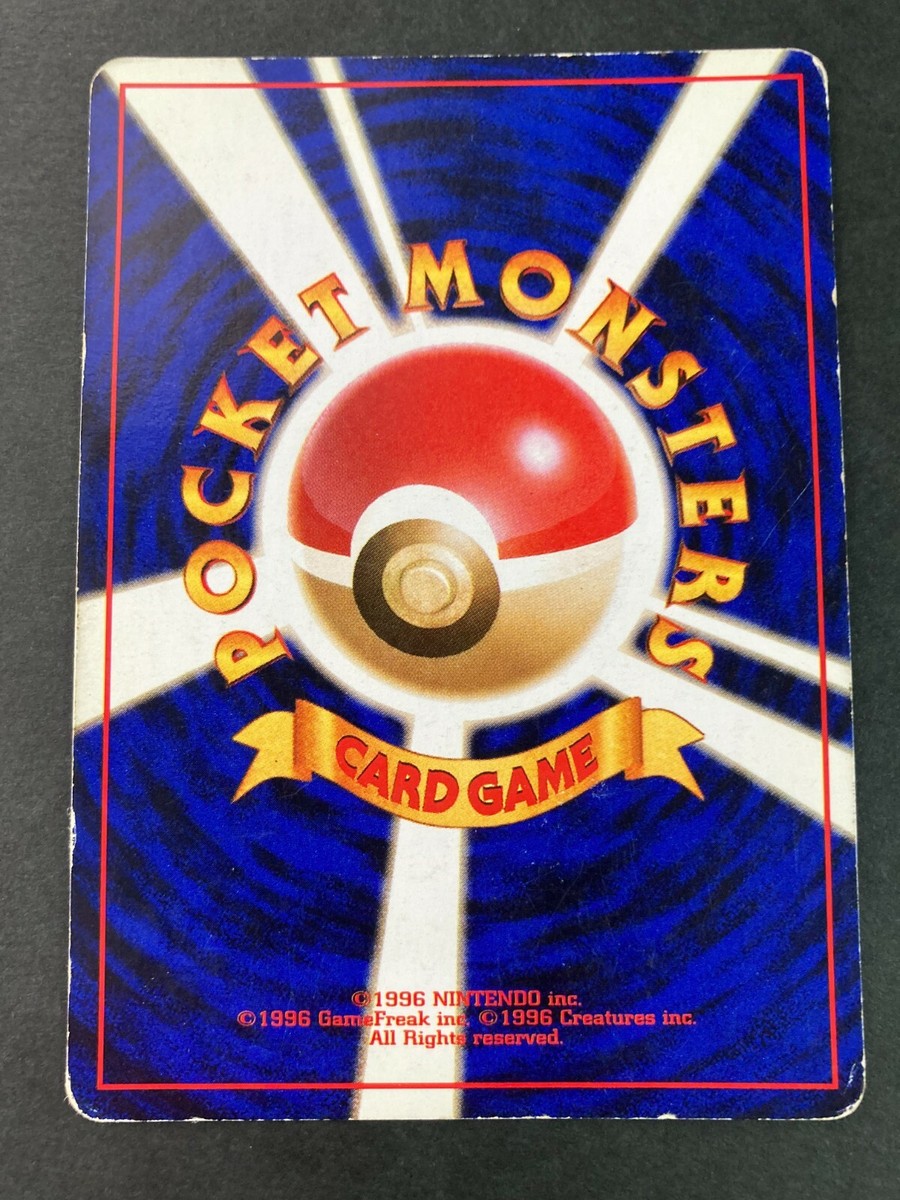 POCKET MONSTERS
CARD GAME
©1996 NINTENDO inc.
©1996 GameFreak inc. ©1996 Creatures inc.
All Rights reserved.